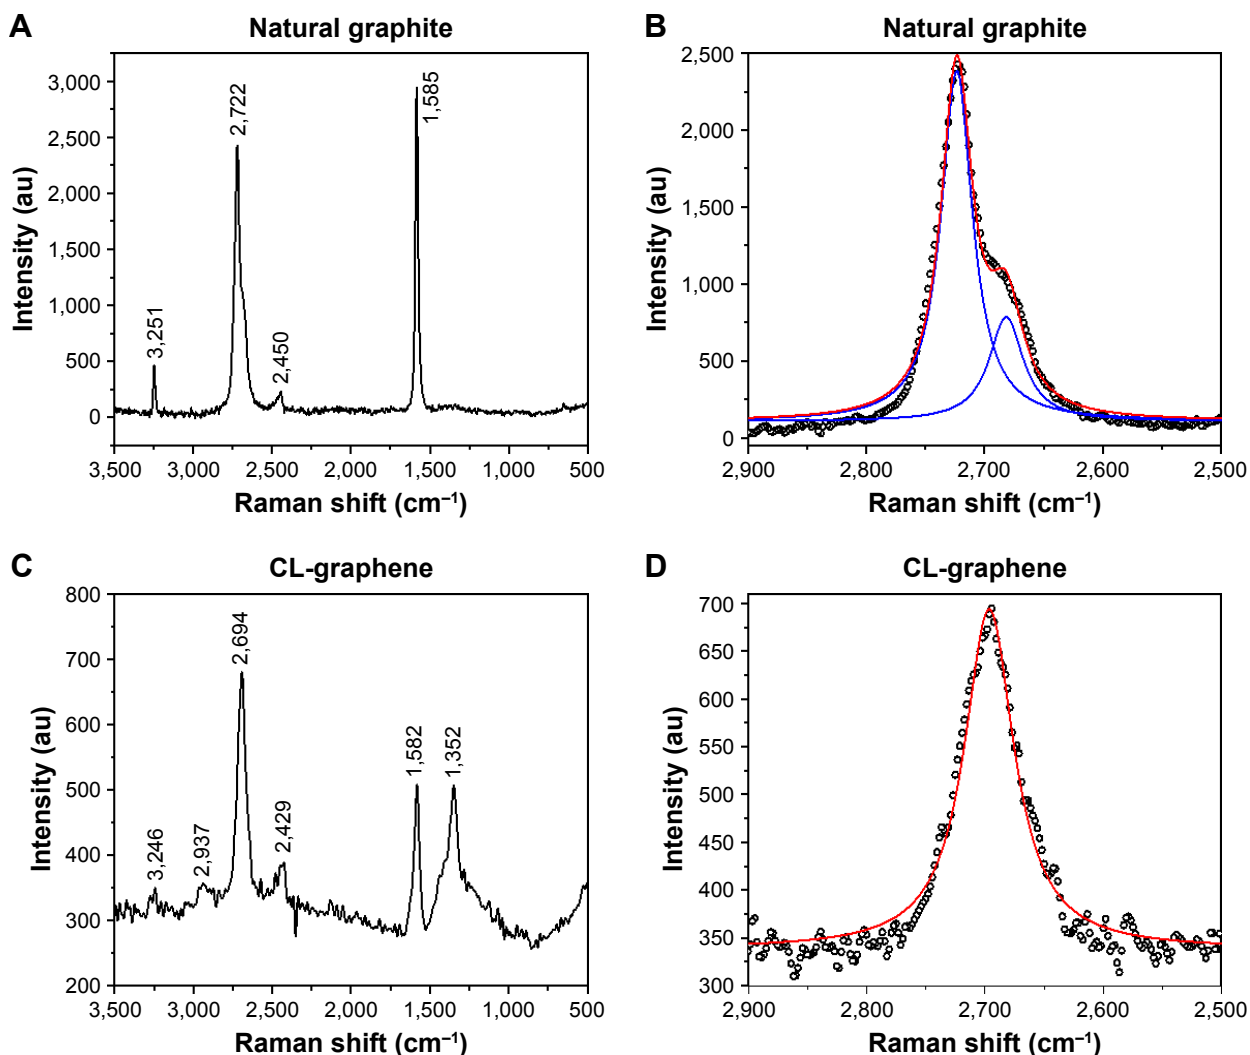 A
Natural graphite
Intensity (au)
3,000
2,500
2,000
1,500
1,000
500
0
3,251
2,722
2,450
1,585
3,500 3,000 2,500 2,000 1,500 1,000 500
Raman shift (cm−1)
B
Natural graphite
Intensity (au)
2,500
2,000
1,500
1,000
500
0
2,900 2,800 2,700 2,600 2,500
Raman shift (cm−1)
C
CL-graphene
Intensity (au)
800
700
600
500
400
300
200
3,246
2,937
2,694
2,429
1,582
1,352
3,500 3,000 2,500 2,000 1,500 1,000 500
Raman shift (cm−1)
D
CL-graphene
Intensity (au)
700
650
600
550
500
450
400
350
300
2,900 2,800 2,700 2,600 2,500
Raman shift (cm−1)